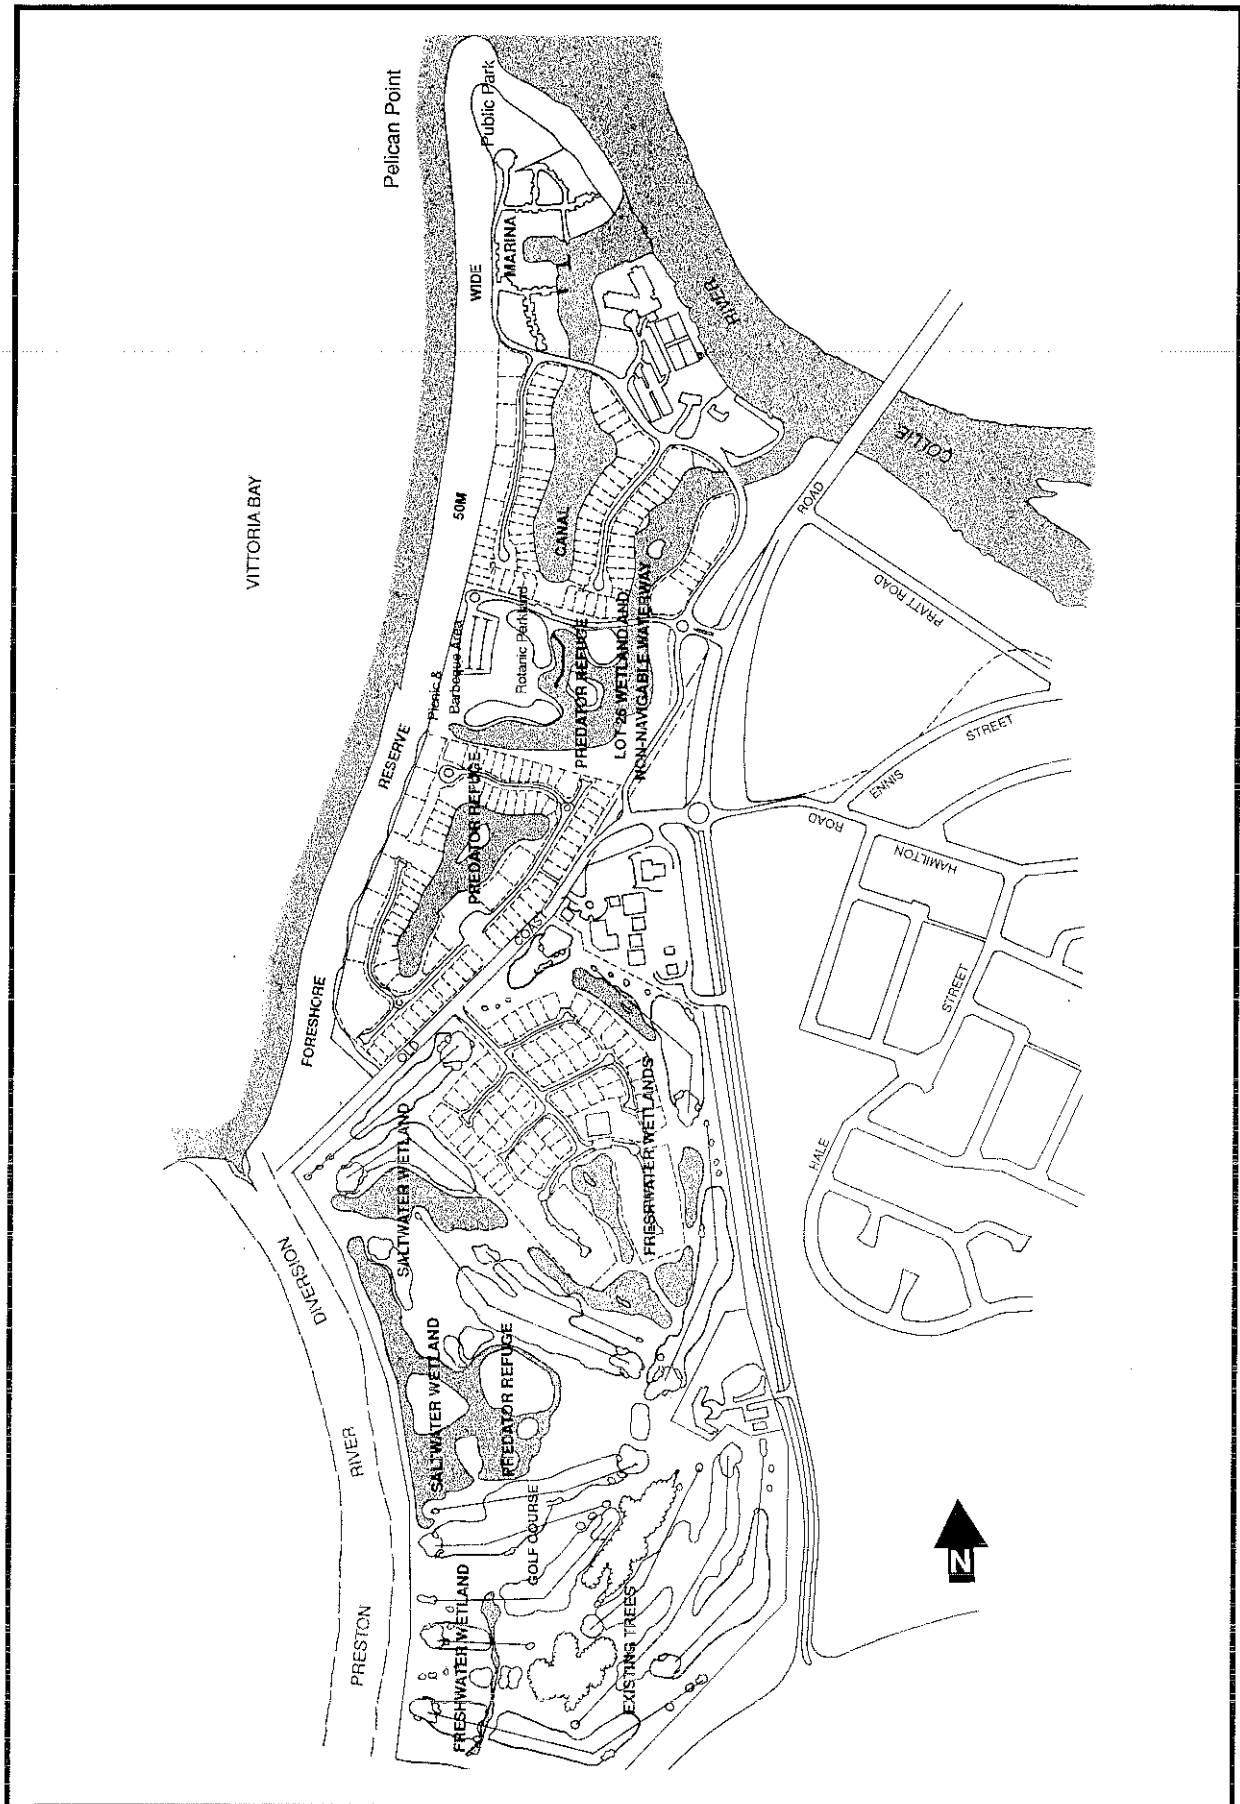 Pelican Point
Public Park
WIDE
MARINA
RIVER
COLLIE
VITTORIA BAY
50M
CANAL
ROAD
PRATT ROAD
Picnic &
Barbeque Area
Botanic Parkland
PREDATOR REFUGE
LOT 26 WETLAND AND
NON-NAVIGABLE WATERWAY
RESERVE
PREDATOR REFUGE
ENNIS
STREET
ROAD
HAMILTON
COAST
OLD
FORESHORE
STREET
HALE
SALTWATER WETLAND
FRESHWATER WETLANDS
DIVERSION
RIVER
PRESTON
SALTWATER WETLAND
PREDATOR REFUGE
GOLF COURSE
FRESHWATER WETLAND
EXISTING TREES
N